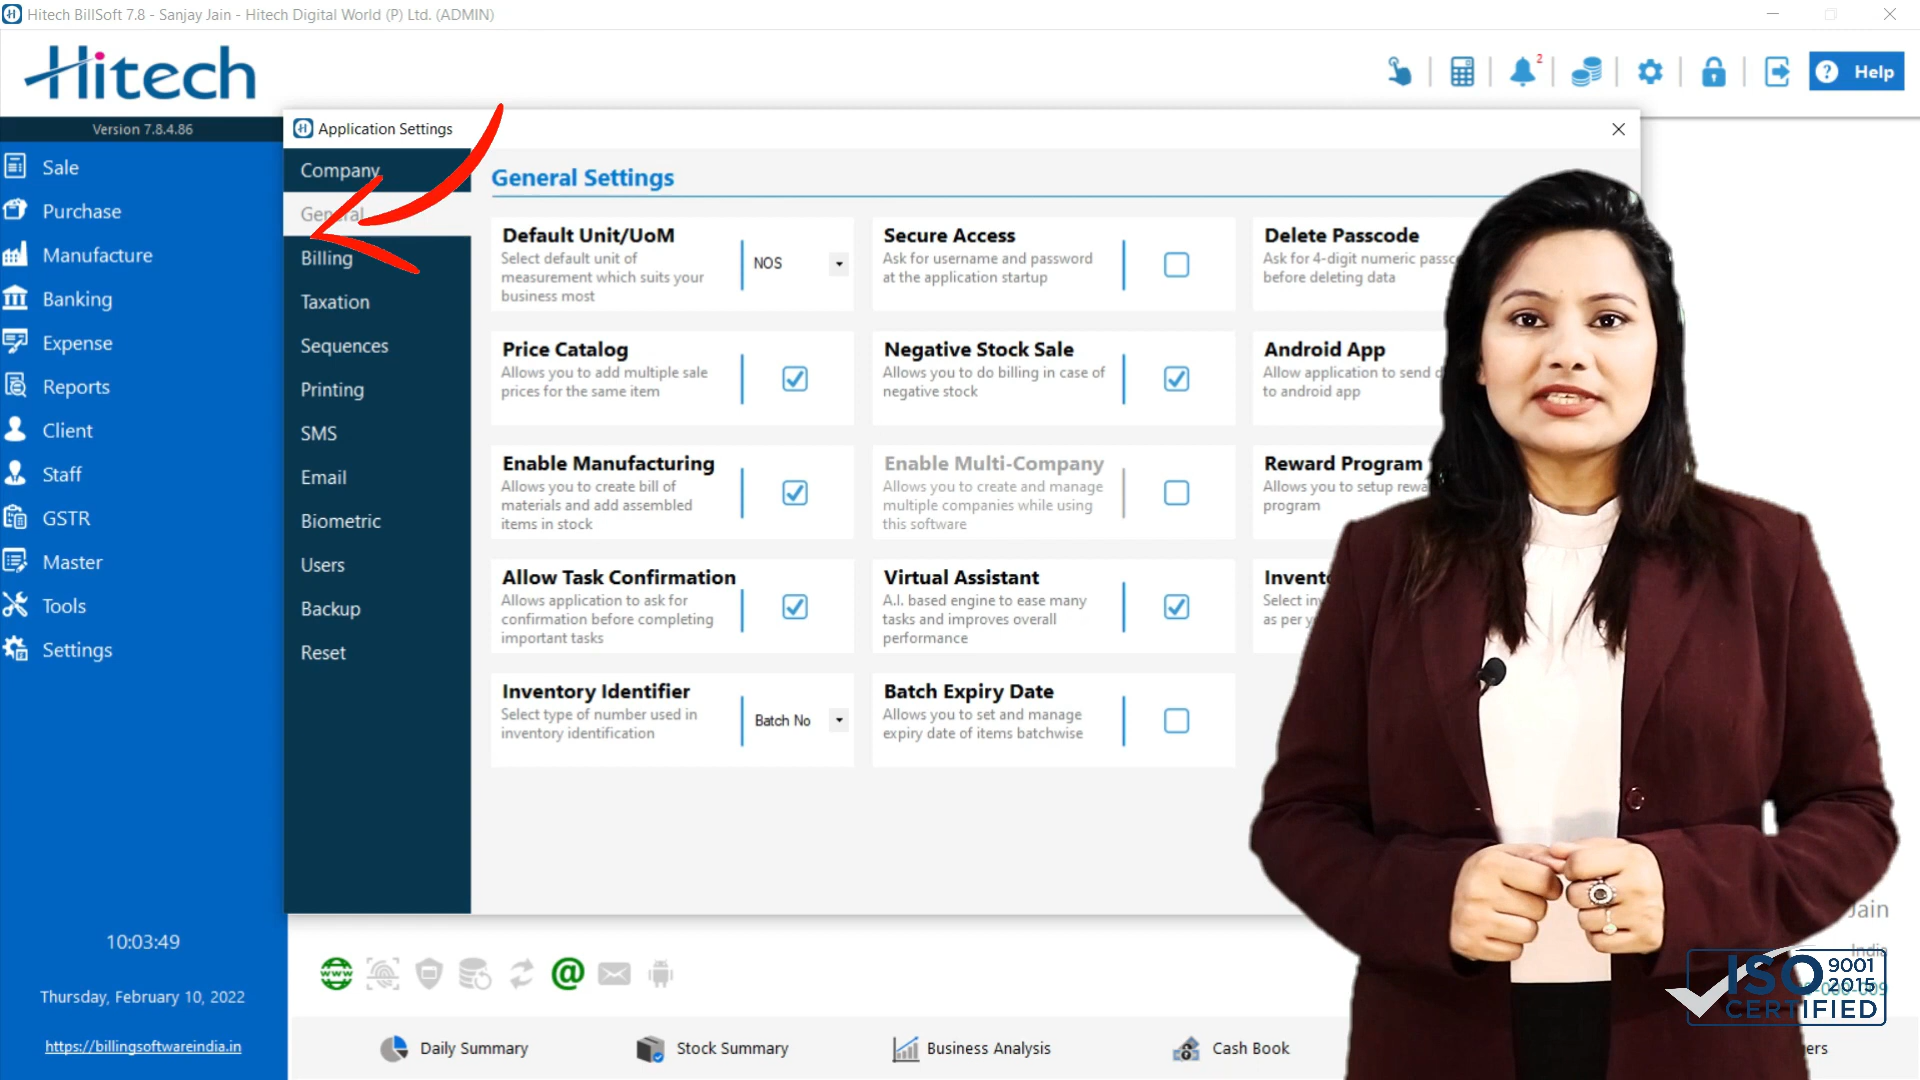 Hitech BillSoft 7.8 - Sanjay Jain - Hitech Digital World (P) Ltd. (ADMIN)
Hitech
2
Help
Version 7.8.4.86
Sale
Purchase
Manufacture
Banking
Expense
Reports
Client
Staff
GSTR
Master
Tools
Settings
10:03:49
Thursday, February 10, 2022
https://billingsoftwareindia.in
Application Settings
Company
General
Billing
Taxation
Sequences
Printing
SMS
Email
Biometric
Users
Backup
Reset
General Settings
Default Unit/UoM
Select default unit of
measurement which suits your
business most
NOS
Secure Access
Ask for username and password
at the application startup
Delete Passcode
Ask for 4-digit numeric
before deleting data
Price Catalog
Allows you to add multiple sale
prices for the same item
Negative Stock Sale
Allows you to do billing in case of
negative stock
Android App
Allow application to send
to android app
Enable Manufacturing
Allows you to create bill of
materials and add assembled
items in stock
Enable Multi-Company
Allows you to create and manage
multiple companies while using
this software
Reward Program
Allows you to setup
program
Allow Task Confirmation
Allows application to ask for
confirmation before completing
important tasks
Virtual Assistant
A.I. based engine to ease many
tasks and improves overall
performance
Select
as per
Inventory Identifier
Select type of number used in
inventory identification
Batch No
Batch Expiry Date
Allows you to set and manage
expiry date of items batchwise
Jain
India
www
@
ISO 9001 2015
CERTIFIED
Daily Summary
Stock Summary
Business Analysis
Cash Book